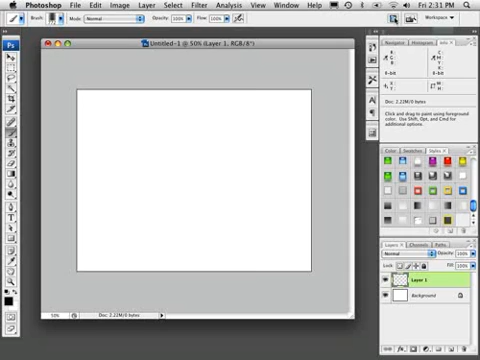 Photoshop File Edit Image Layer Select Filter Analysis View Window Fri 2:31 PM
Brush: Mode: Normal Opacity: 100% Flow: 100% Workspace
Untitled-1 @ 50% (Layer 1, RGB/8*)
Ps
Navigator Histogram Info
R: C:
G: M:
B: Y:
K:
8-bit 8-bit
X: W:
Y: H:
Doc: 2.22M/0 bytes
Click and drag to paint using foreground
color. Use Shift, Opt, and Cmd for
additional options.
Color Swatches Styles
Layers Channels Paths
Normal Opacity: 100%
Lock: Fill: 100%
Layer 1
Background
50% Doc: 2.22M/0 bytes